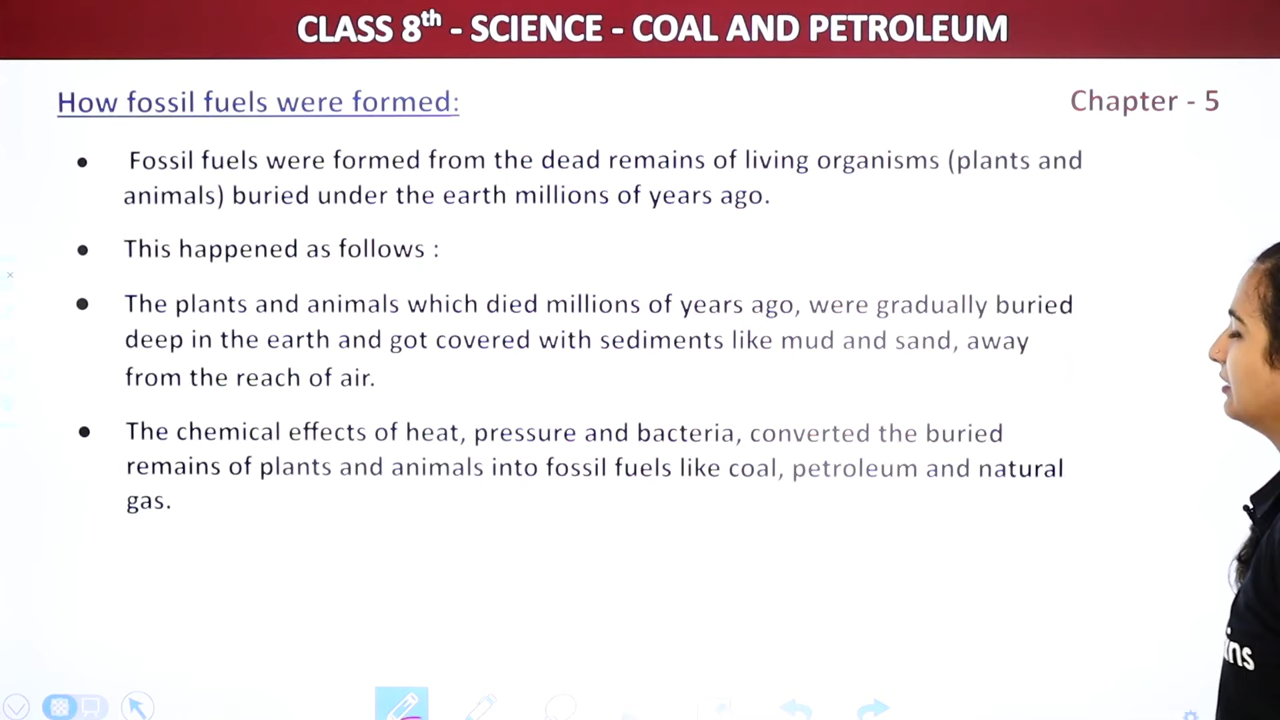 CLASS 8th - SCIENCE - COAL AND PETROLEUM
How fossil fuels were formed:
Chapter - 5
• Fossil fuels were formed from the dead remains of living organisms (plants and
animals) buried under the earth millions of years ago.
• This happened as follows :
• The plants and animals which died millions of years ago, were gradually buried
deep in the earth and got covered with sediments like mud and sand, away
from the reach of air.
• The chemical effects of heat, pressure and bacteria, converted the buried
remains of plants and animals into fossil fuels like coal, petroleum and natural
gas.